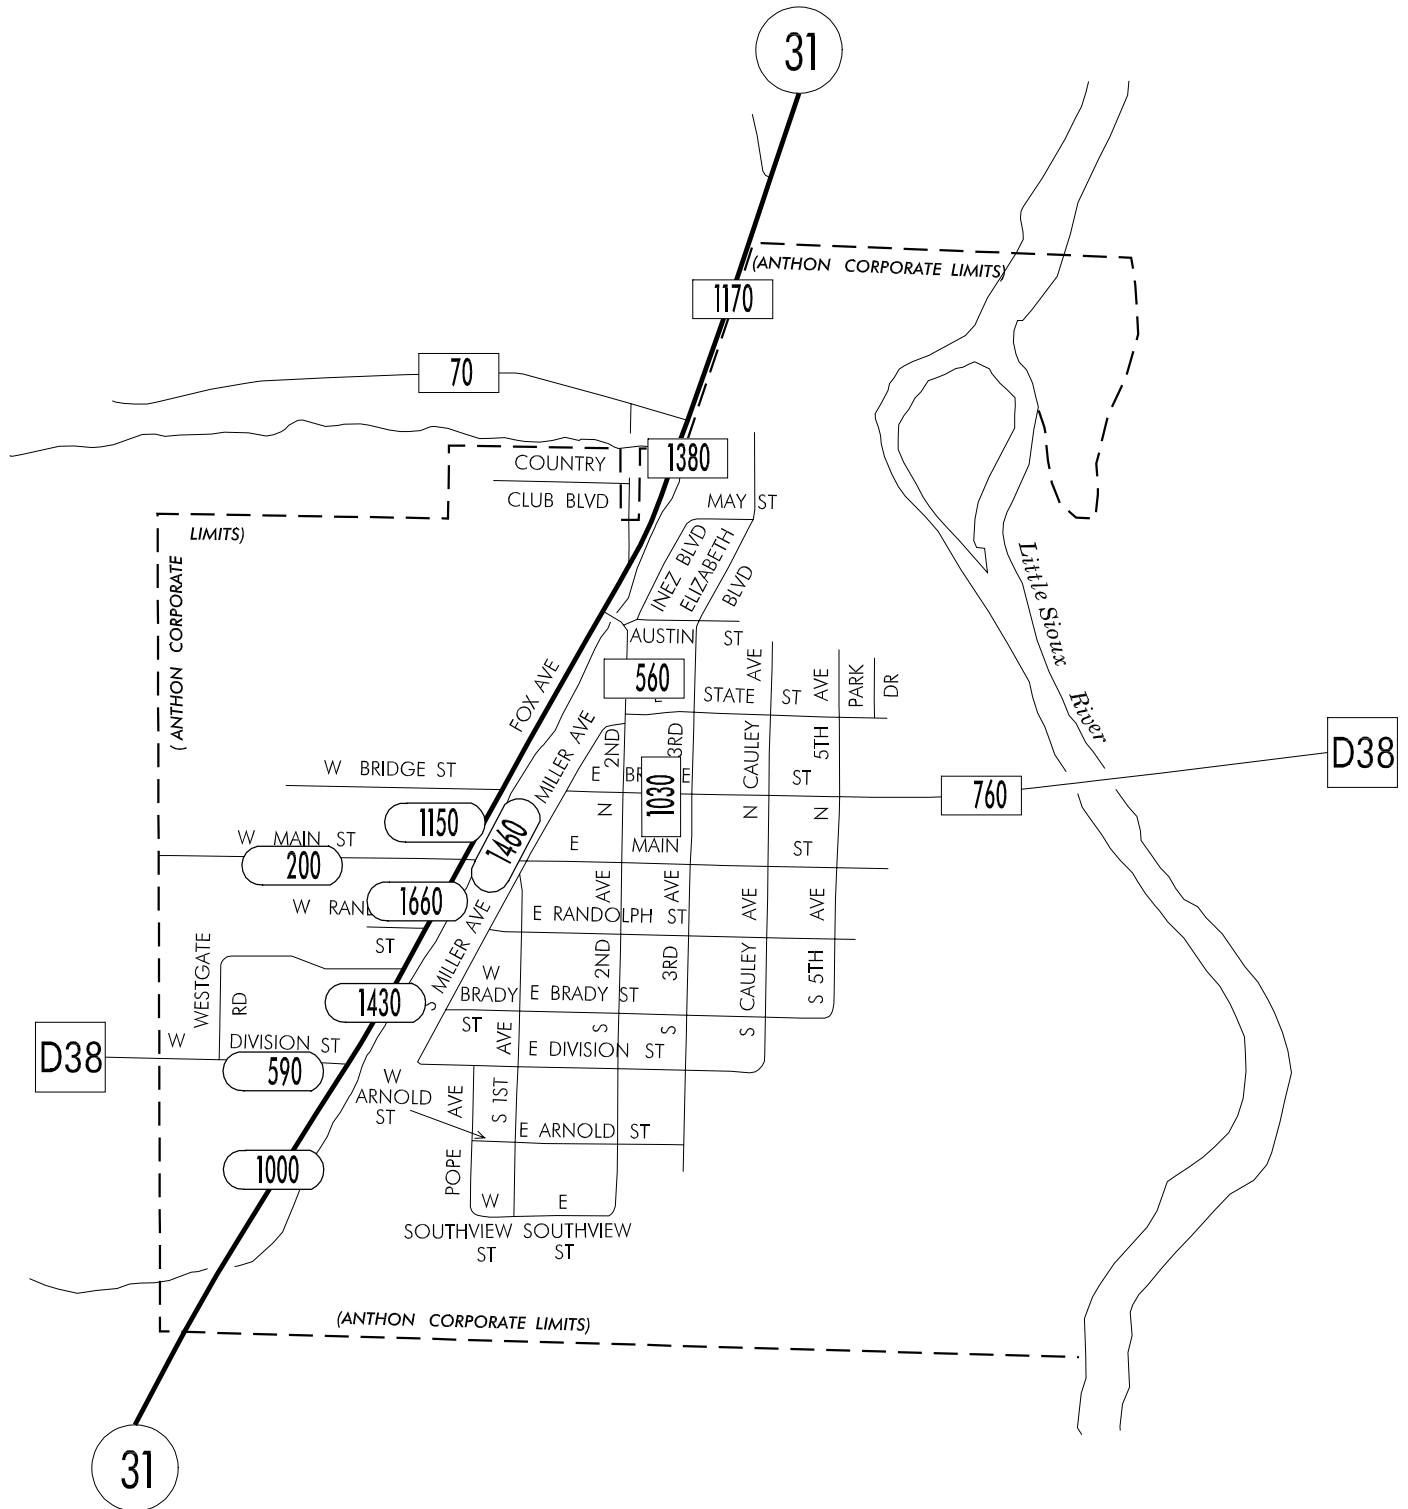 31
(ANTHON CORPORATE LIMITS)
1170
70
1380
COUNTRY
CLUB BLVD
MAY ST
LIMITS)
(ANTHON CORPORATE
INEZ BLVD
ELIZABETH
BLVD
Little Sioux
River
AUSTIN ST
560
STATE ST
CAULEY AVE
5TH AVE
PARK
DR
FOX AVE
MILLER AVE
2ND
3RD
N
N
N
D38
W BRIDGE ST
E
E
ST
1030
760
1150
1460
W MAIN ST
E MAIN ST
200
1660
W
ST
E RANDOLPH ST
S MILLER AVE
S 2ND AVE
S 3RD AVE
S CAULEY AVE
S 5TH AVE
WESTGATE
RD
W
BRADY
ST
E BRADY ST
1430
D38
W DIVISION ST
E DIVISION ST
590
W
ARNOLD
ST
POPE AVE
S 1ST AVE
E ARNOLD ST
1000
W
SOUTHVIEW
ST
E
SOUTHVIEW
ST
(ANTHON CORPORATE LIMITS)
31